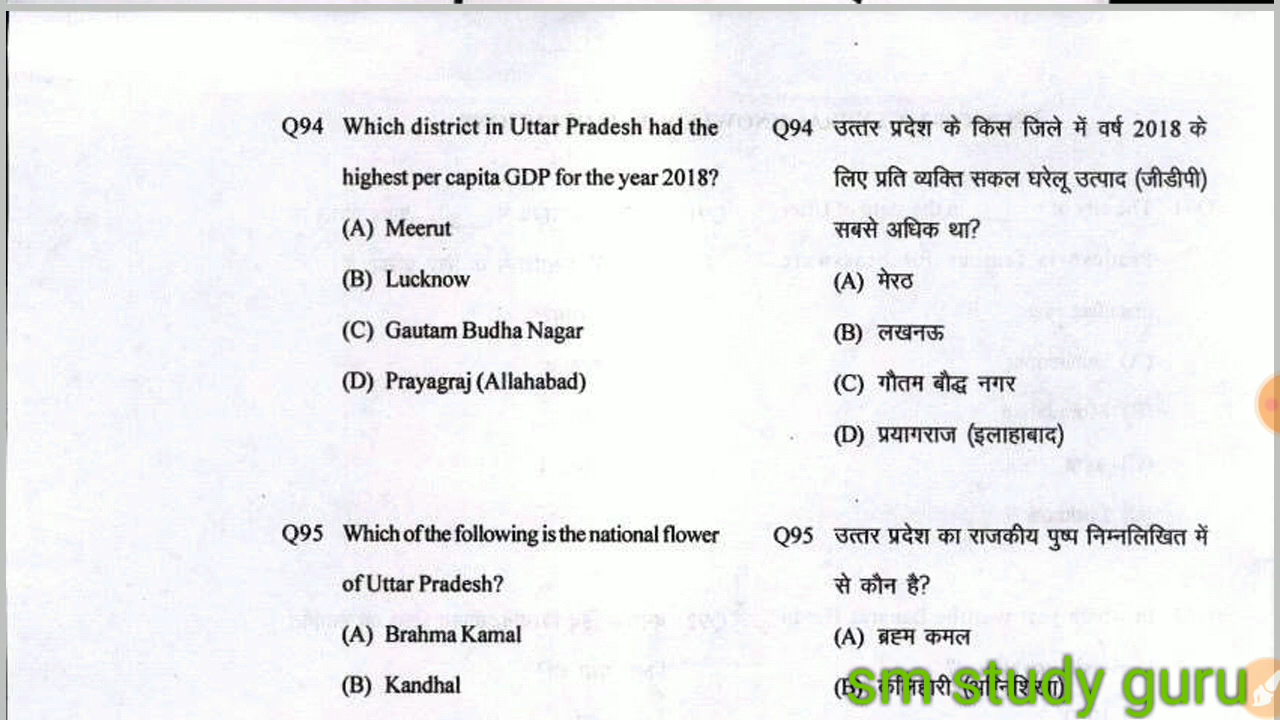 Q94 Which district in Uttar Pradesh had the
highest per capita GDP for the year 2018?
(A) Meerut
(B) Lucknow
(C) Gautam Budha Nagar
(D) Prayagraj (Allahabad)
Q95 Which of the following is the national flower
of Uttar Pradesh?
(A) Brahma Kamal
(B) Kandhal
Q94 उत्तर प्रदेश के किस जिले में वर्ष 2018 के
लिए प्रति व्यक्ति सकल घरेलू उत्पाद (जीडीपी)
सबसे अधिक था?
(A) मेरठ
(B) लखनऊ
(C) गौतम बौद्ध नगर
(D) प्रयागराज (इलाहाबाद)
Q95 उत्तर प्रदेश का राजकीय पुष्प निम्नलिखित में
से कौन है?
(A) ब्रह्म कमल
(B)
sm study guru